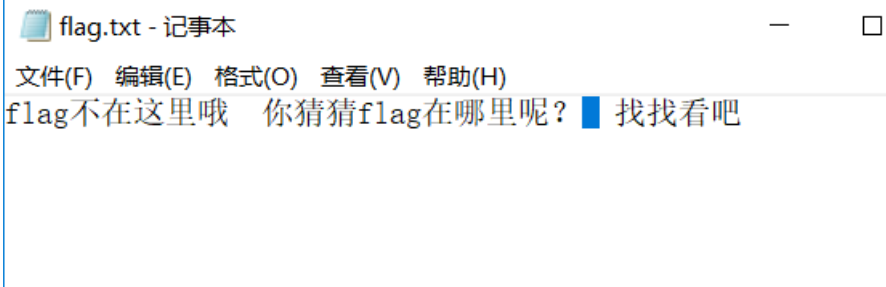 flag.txt - 记事本
文件(F) 编辑(E) 格式(O) 查看(V) 帮助(H)
flag不在这里哦  你猜猜flag在哪里呢？ 找找看吧